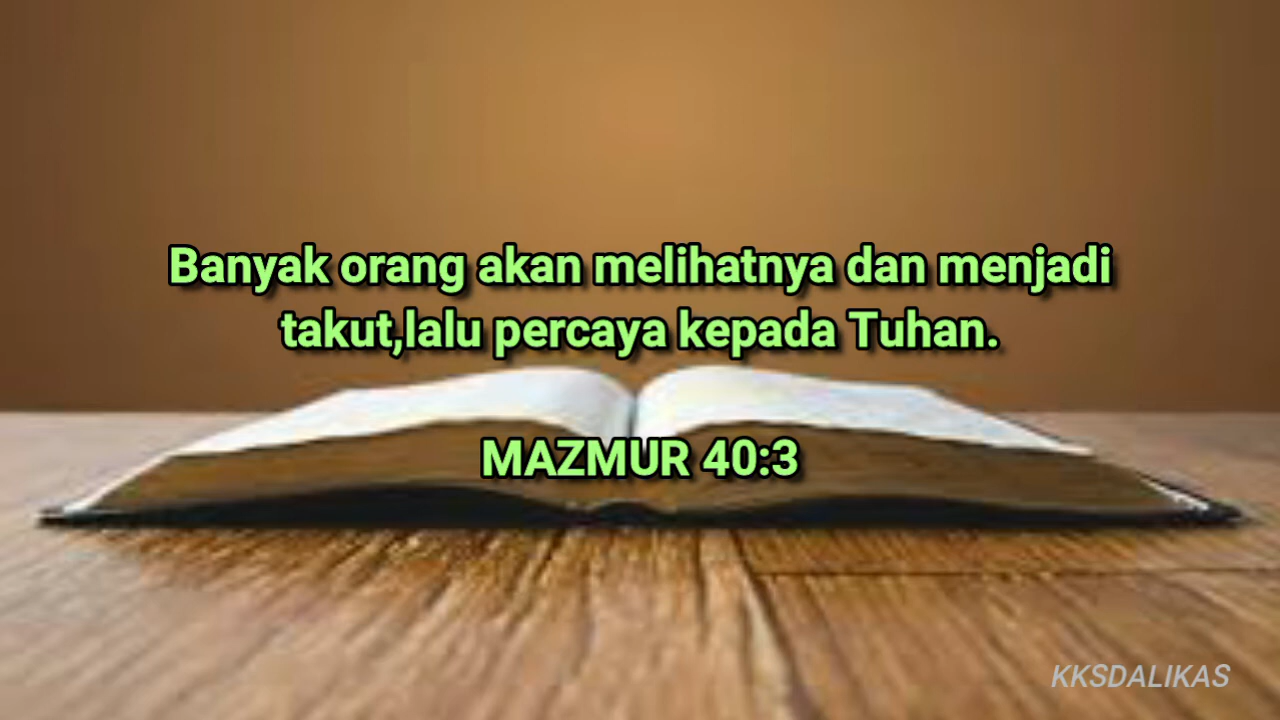 Banyak orang akan melihatnya dan menjadi
takut,lalu percaya kepada Tuhan.
MAZMUR 40:3
KKSDALIKAS